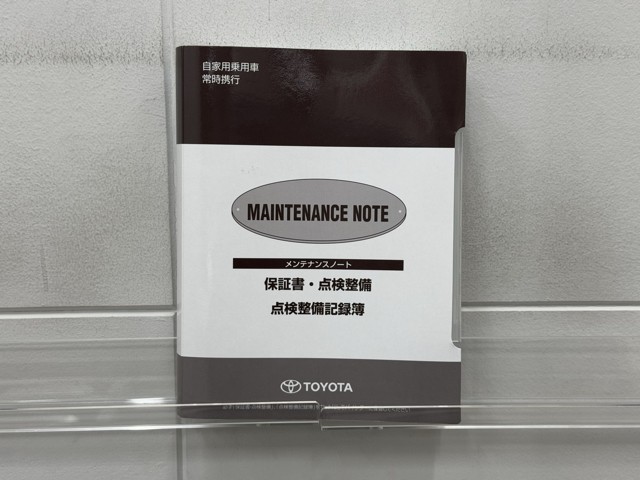 自家用乗用車
常時携行
MAINTENANCE NOTE
メンテナンスノート
保証書・点検整備
点検整備記録簿
TOYOTA